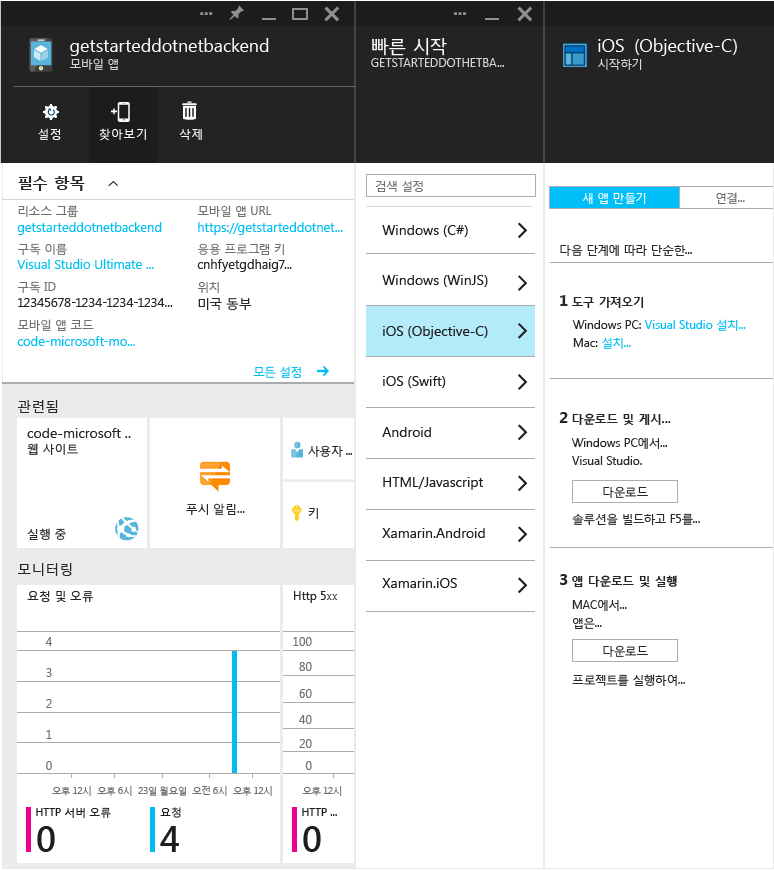 getstarteddotnetbackend
모바일 앱
설정
찾아보기
삭제
필수 항목
리소스 그룹
getstarteddotnetbackend
모바일 앱 URL
https://getstarteddotnet...
구독 이름
Visual Studio Ultimate ...
응용 프로그램 키
cnhfyetgdhaig7...
구독 ID
12345678-1234-1234-1234...
위치
미국 동부
모바일 앱 코드
code-microsoft-mo...
모든 설정
관련됨
code-microsoft ..
웹 사이트
실행 중
푸시 알림...
사용자 ...
키
모니터링
요청 및 오류
4
3
2
1
0
오후 12시 오후 6시 23일 월요일 오전 6시 오후 12시
HTTP 서버 오류
0
요청
4
Http 5xx
100
80
60
40
20
0
오후 12시
HTTP ...
0
빠른 시작
GETSTARTEDDOTHETBA...
검색 설정
Windows (C#)
Windows (WinJS)
iOS (Objective-C)
iOS (Swift)
Android
HTML/Javascript
Xamarin.Android
Xamarin.iOS
iOS (Objective-C)
시작하기
새 앱 만들기
연결...
다음 단계에 따라 단순한...
1 도구 가져오기
Windows PC: Visual Studio 설치...
Mac: 설치...
2 다운로드 및 게시...
Windows PC에서...
Visual Studio.
다운로드
솔루션을 빌드하고 F5를...
3 앱 다운로드 및 실행
MAC에서...
앱은...
다운로드
프로젝트를 실행하여...